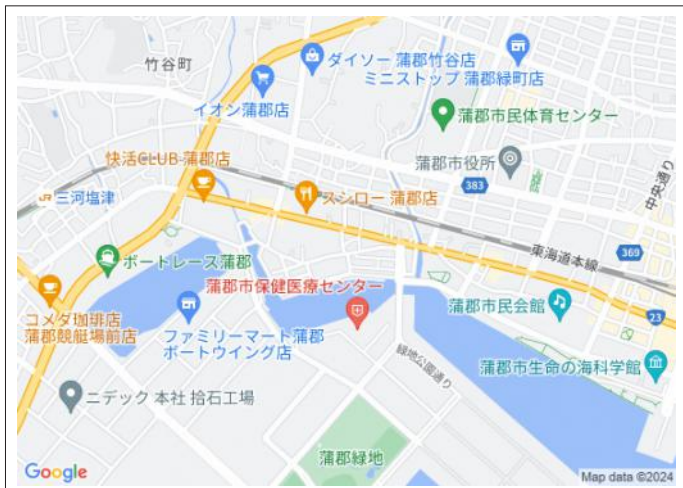 竹谷町
ダイソー 蒲郡竹谷店
ミニストップ 蒲郡緑町店
イオン蒲郡店
蒲郡市民体育センター
快活CLUB 蒲郡店
蒲郡市役所
383
中央通り
JR 三河塩津
スシロー 蒲郡店
東海道本線
369
ボートレース蒲郡
蒲郡市保健医療センター
蒲郡市民会館
23
コメダ珈琲店
蒲郡競艇場前店
ファミリーマート蒲郡
ボートウイング店
緑地公園通り
蒲郡市生命の海科学館
ニデック 本社 拾石工場
蒲郡緑地
Google
Map data ©2024